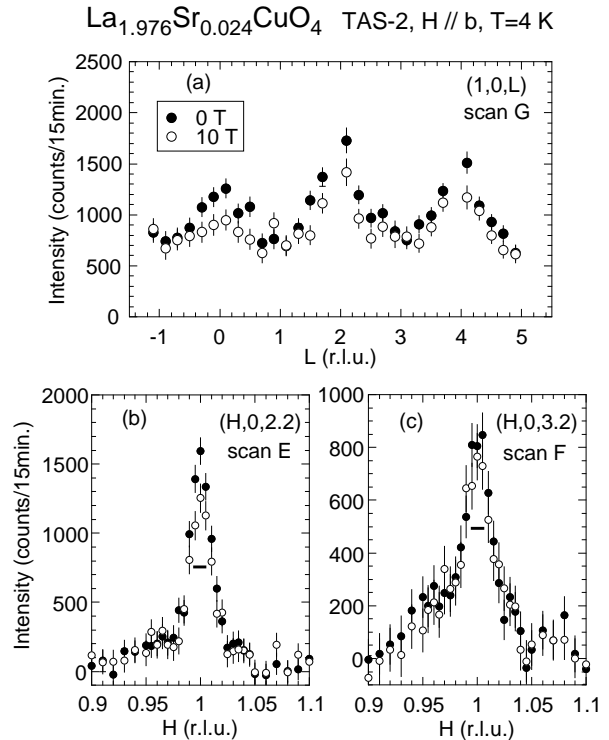 La1.976Sr0.024CuO4 TAS-2, H // b, T=4 K
(a)
(1,0,L)
scan G
0 T
10 T
Intensity (counts/15min.)
2500
2000
1500
1000
500
0
-1 0 1 2 3 4 5
L (r.l.u.)
(b)
(H,0,2.2)
scan E
Intensity (counts/15min.)
2000
1500
1000
500
0
0.9 0.95 1 1.05 1.1
H (r.l.u.)
(c)
(H,0,3.2)
scan F
1000
800
600
400
200
0
0.9 0.95 1 1.05 1.1
H (r.l.u.)